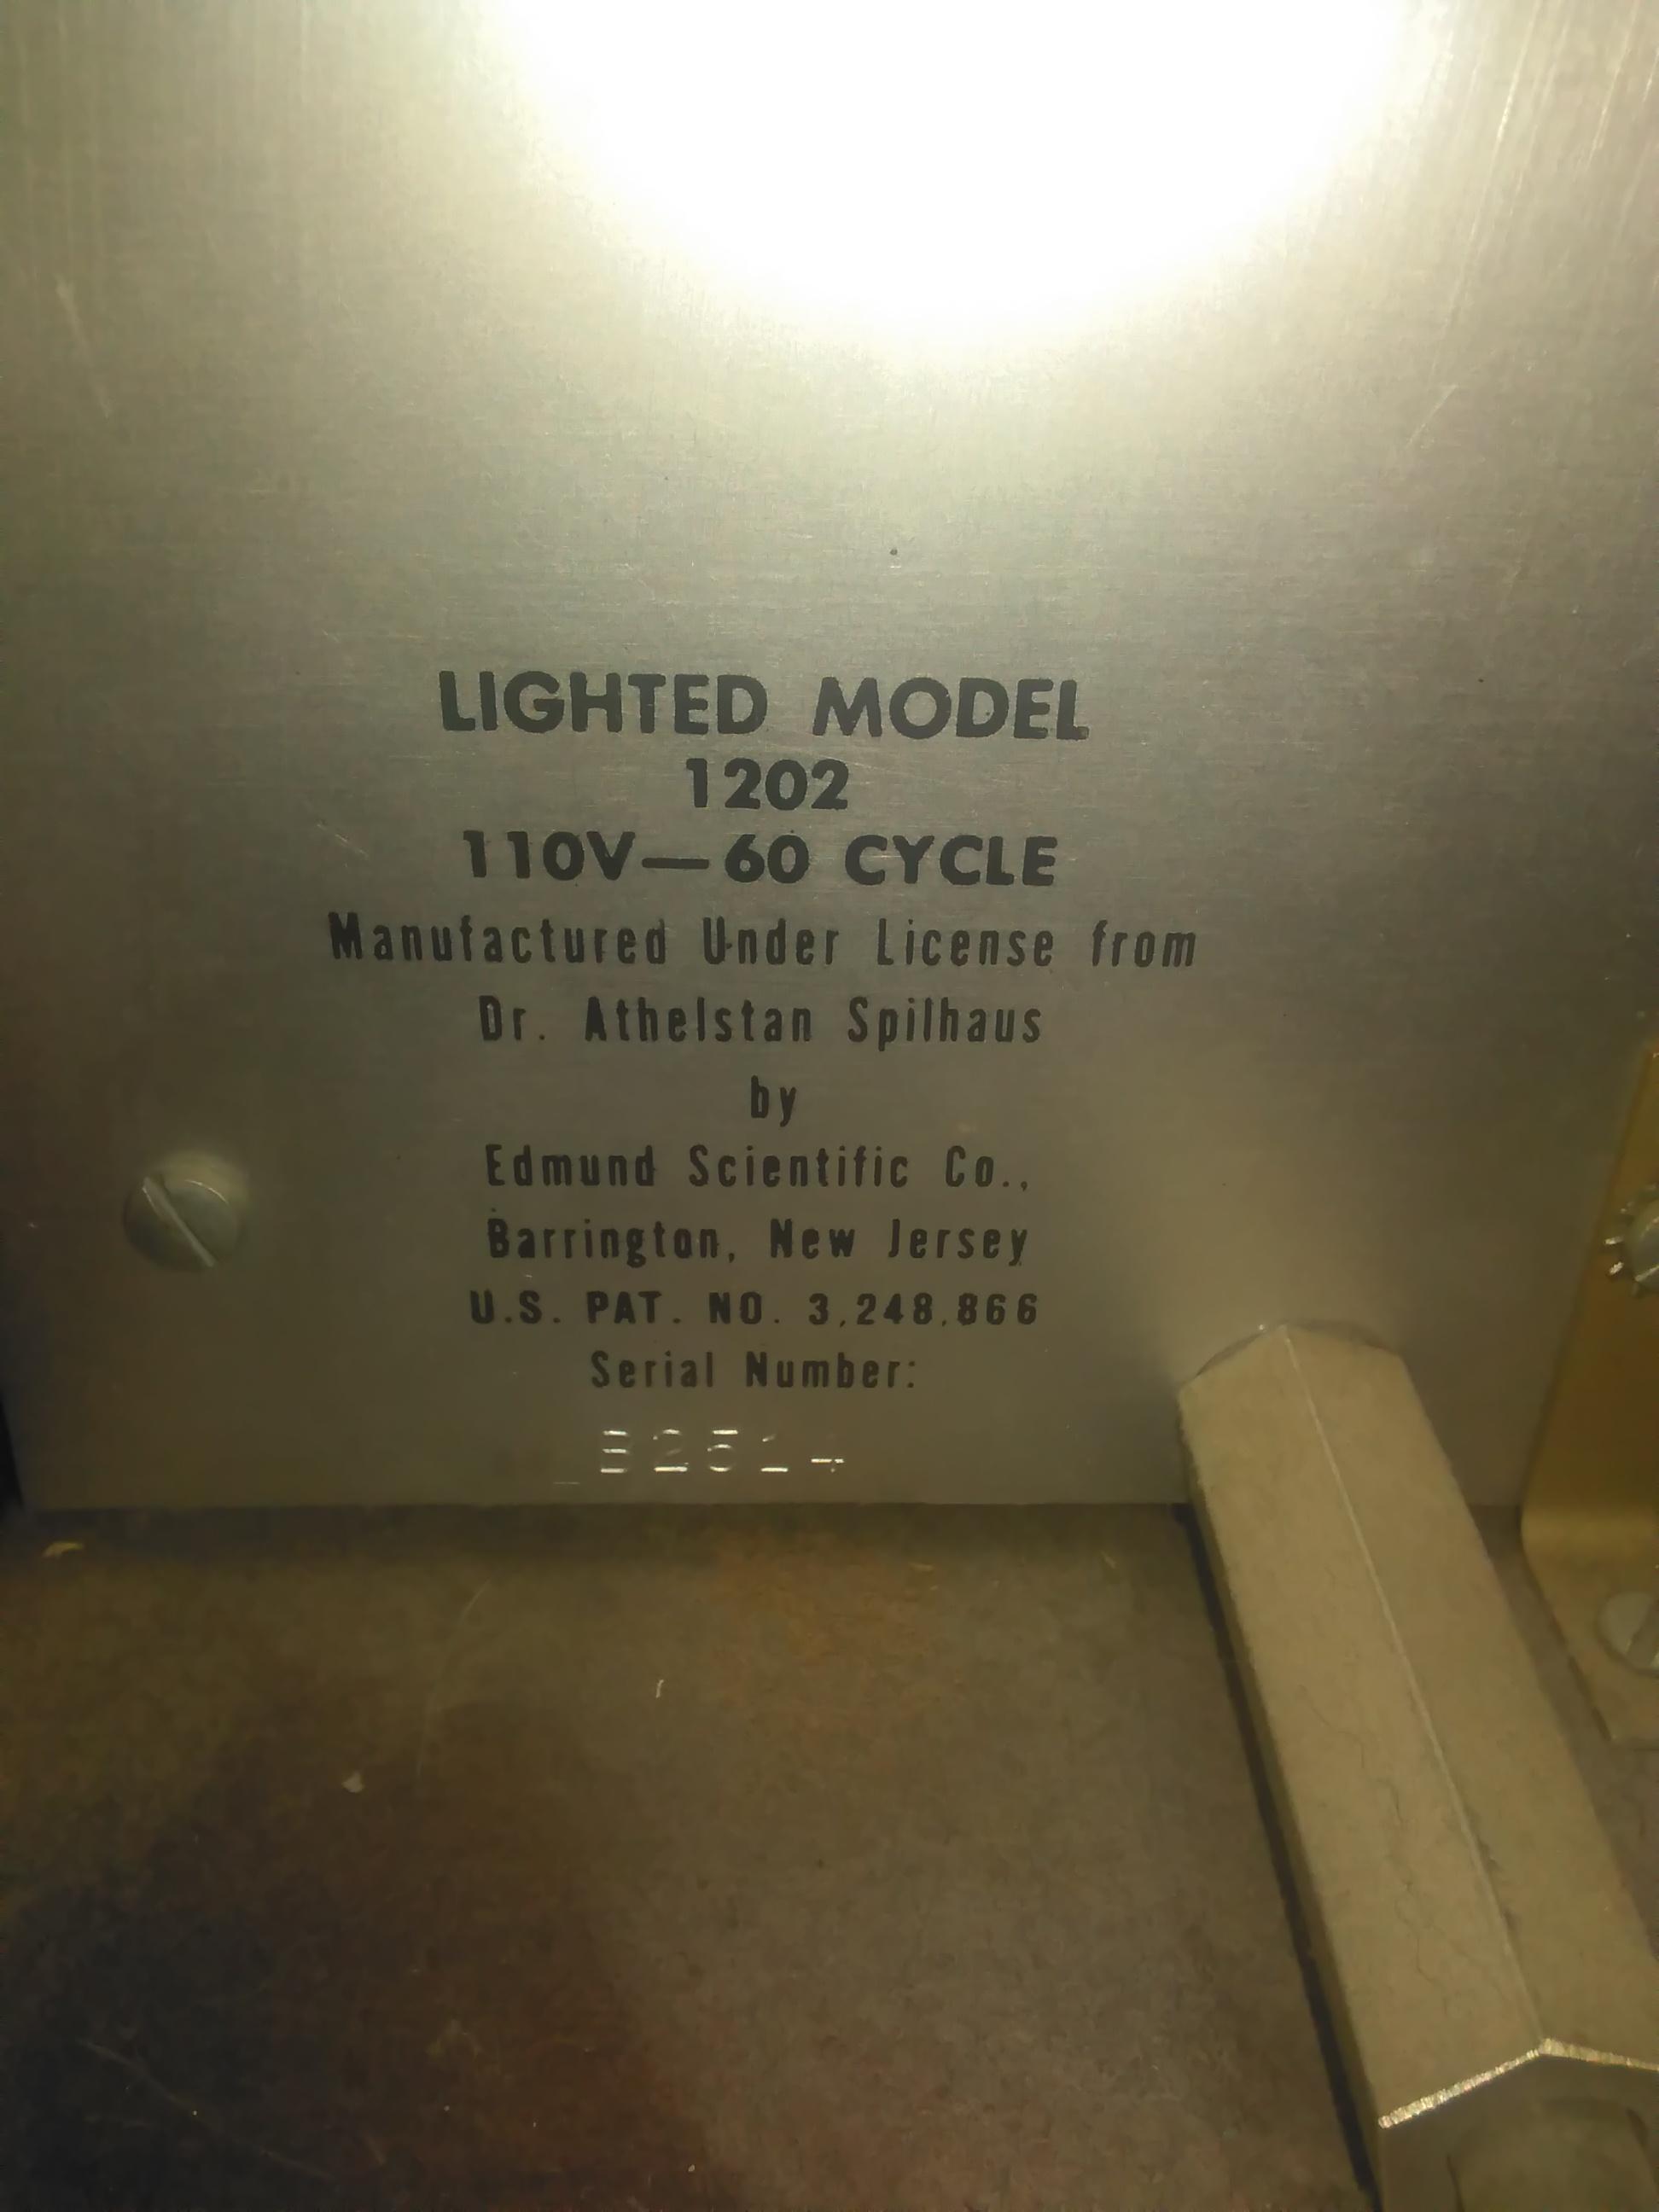 LIGHTED MODEL
1202
110V—60 CYCLE
Manufactured Under License from
Dr. Athelstan Spilhaus
by
Edmund Scientific Co.,
Barrington, New Jersey
U.S. PAT. NO. 3,248,866
Serial Number:
B2514